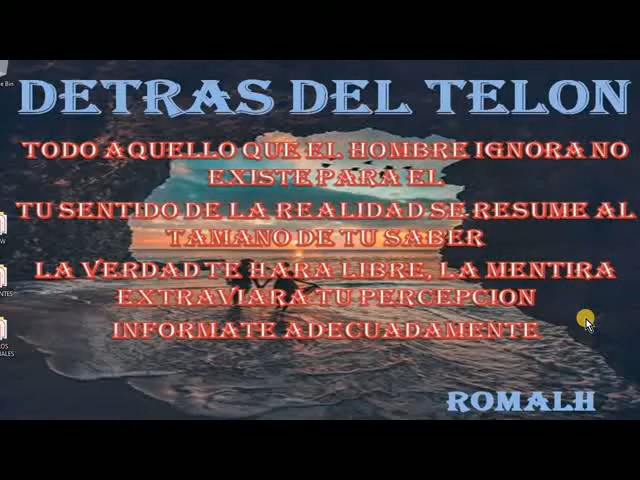 DETRAS DEL TELON
TODO AQUELLO QUE EL HOMBRE IGNORA NO
EXISTE PARA EL
TU SENTIDO DE LA REALIDAD SE RESUME AL
TAMANO DE TU SABER
LA VERDAD TE HARA LIBRE, LA MENTIRA
EXTRAVIARA TU PERCEPCION
INFORMATE ADECUADAMENTE
ROMALH